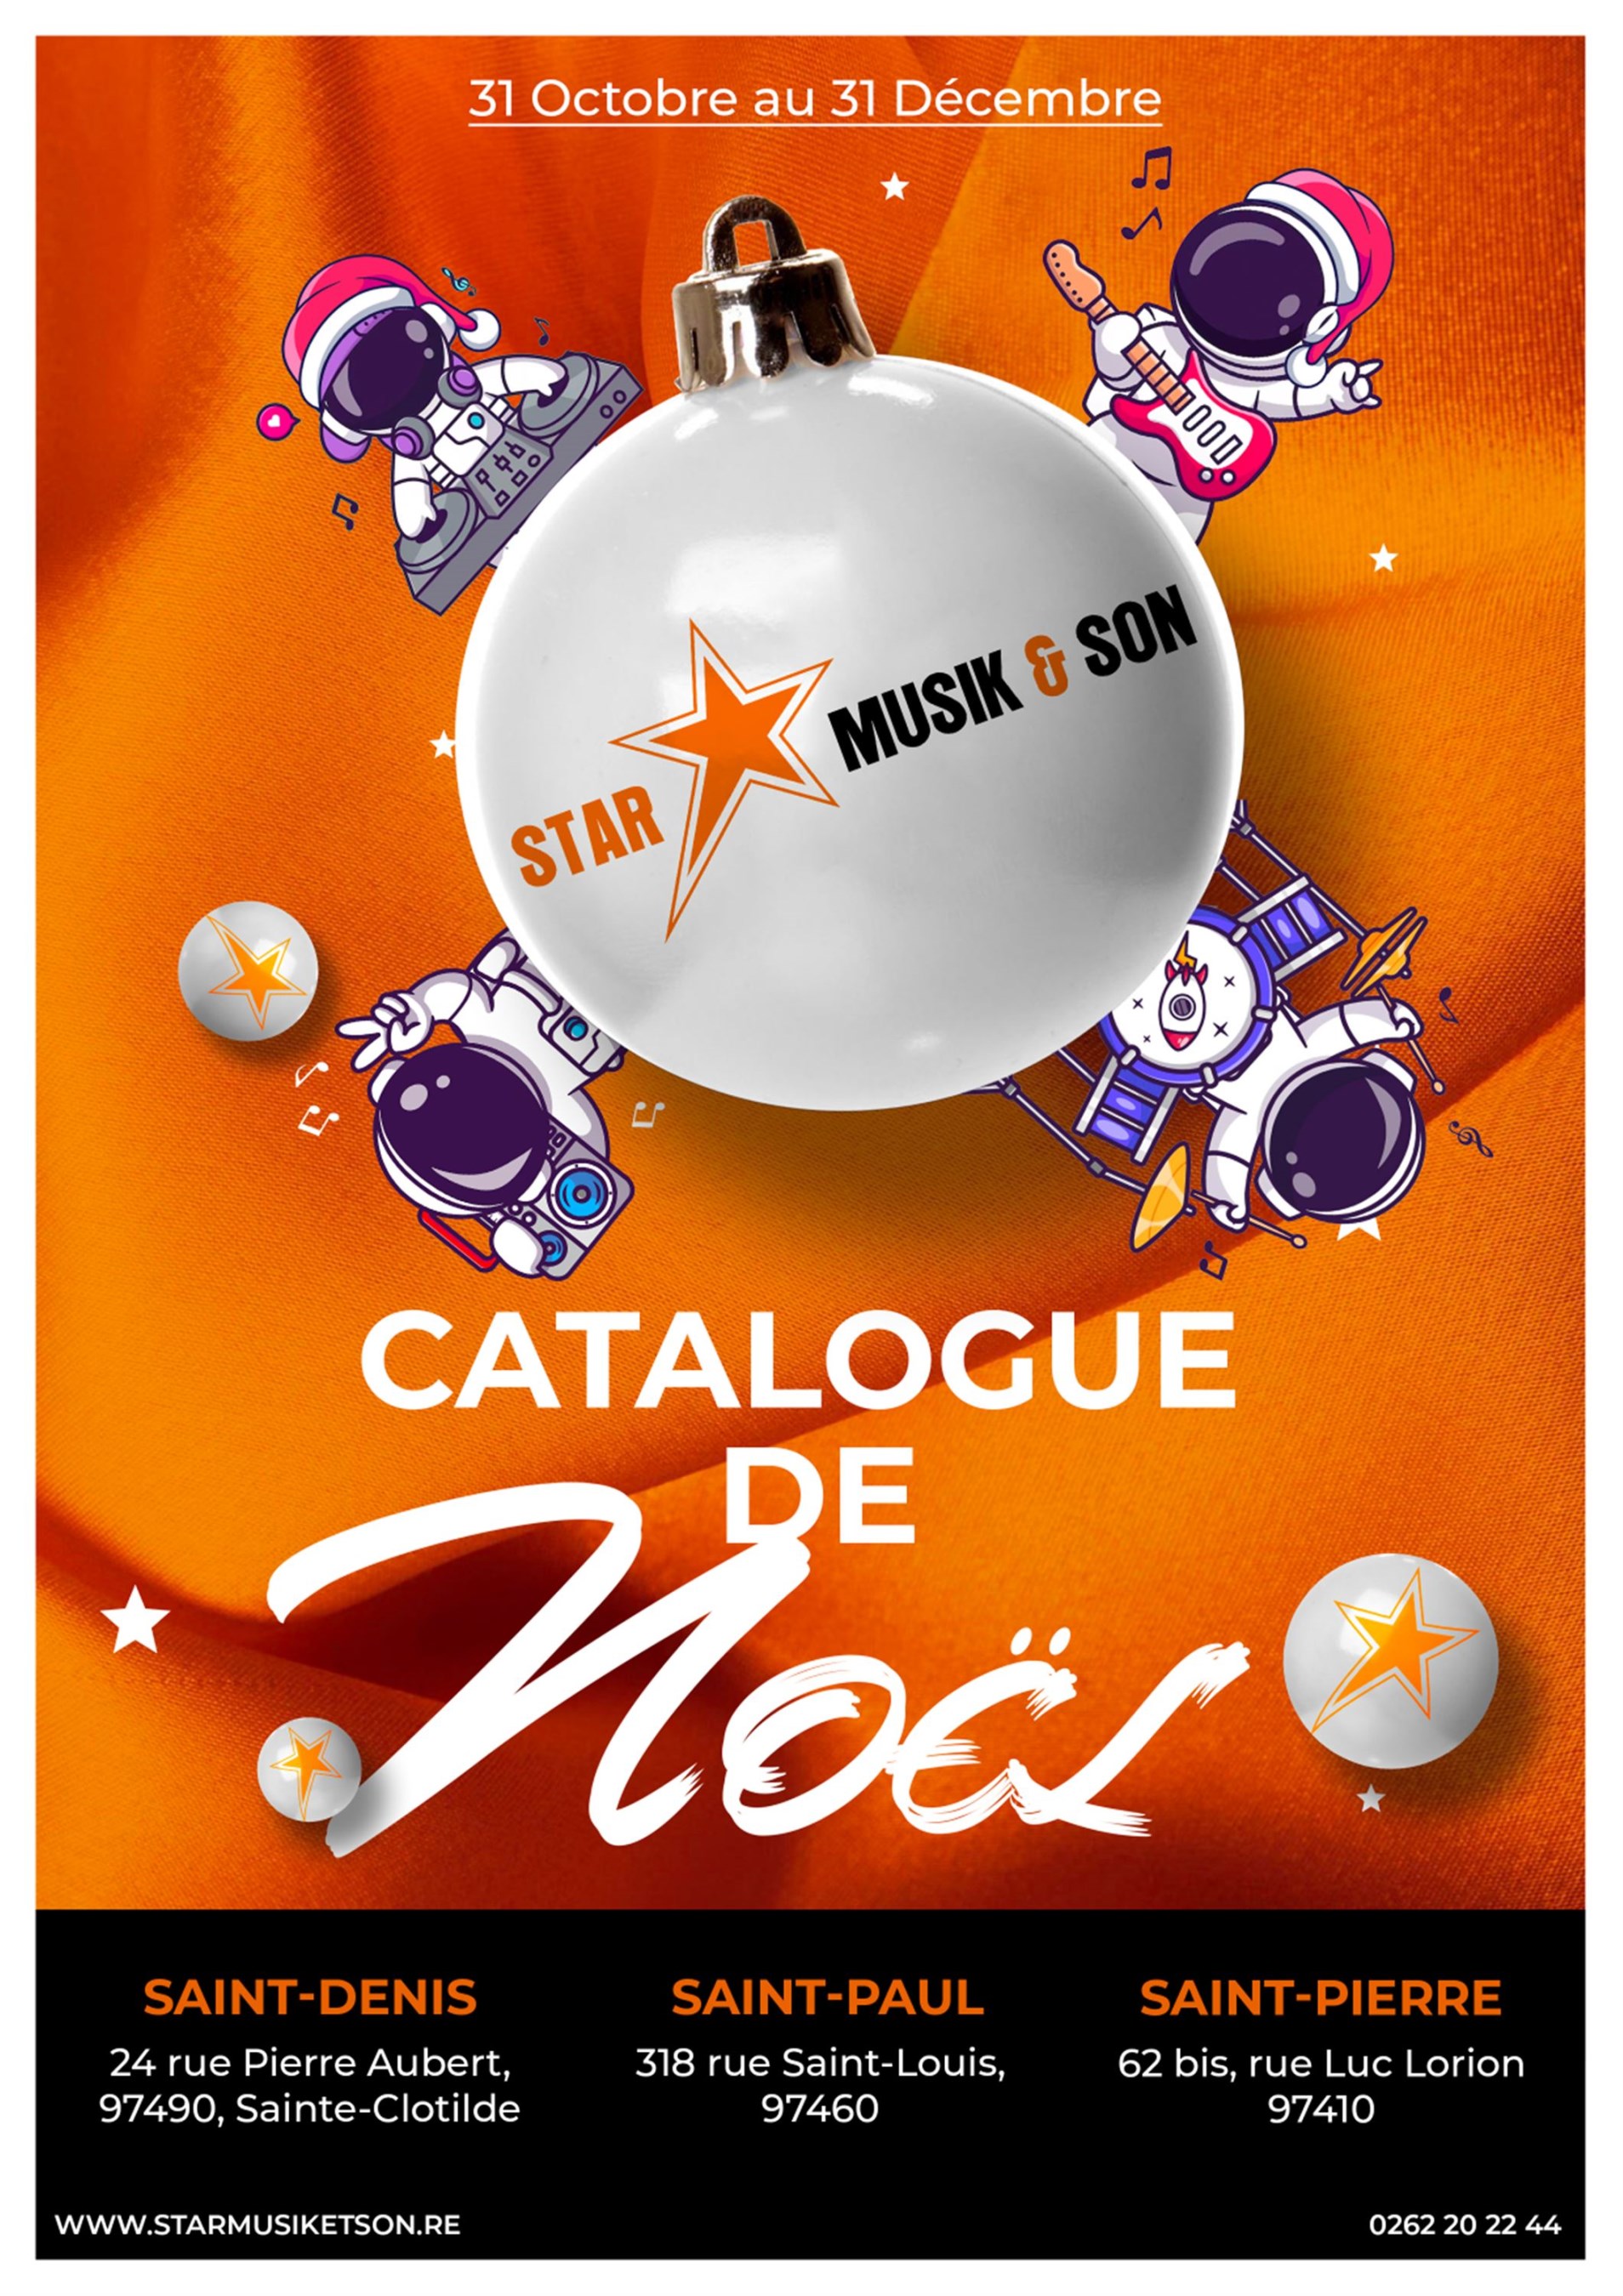 31 Octobre au 31 Décembre
STAR MUSIK & SON
CATALOGUE
DE
Noël
SAINT-DENIS
24 rue Pierre Aubert,
97490, Sainte-Clotilde
SAINT-PAUL
318 rue Saint-Louis,
97460
SAINT-PIERRE
62 bis, rue Luc Lorion
97410
WWW.STARMUSIKETSON.RE
0262 20 22 44